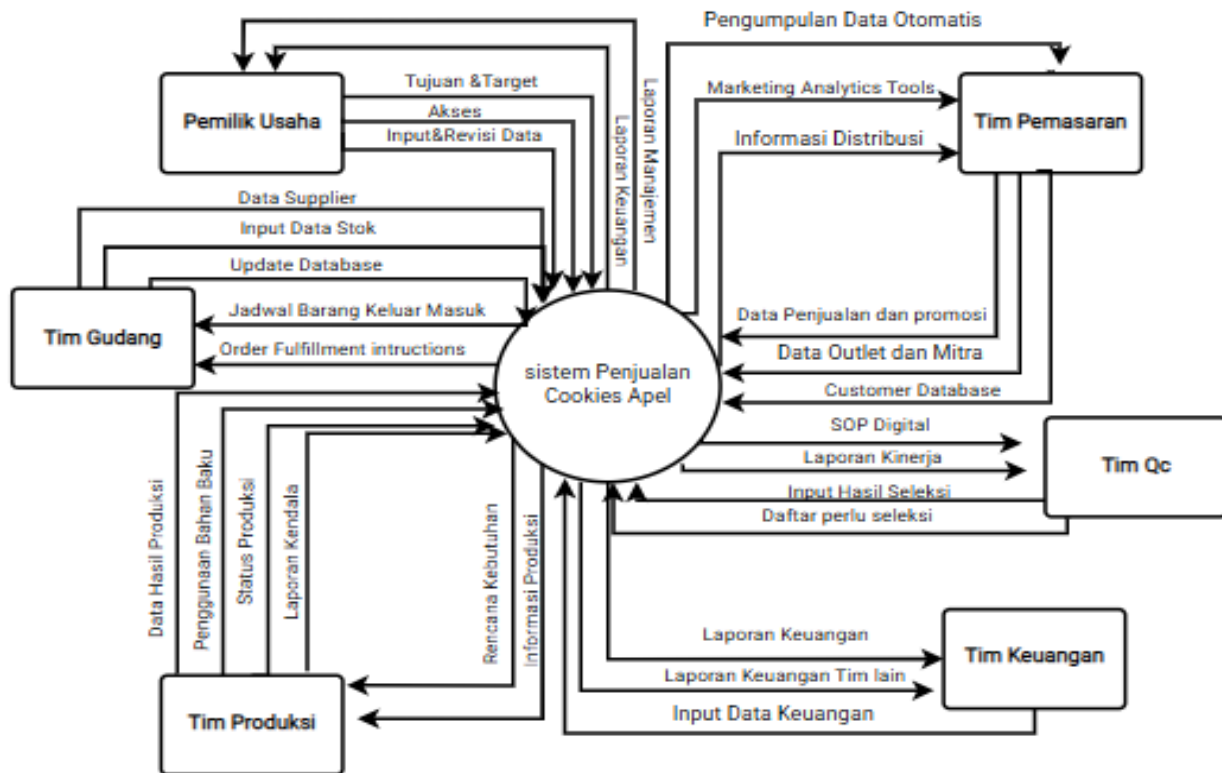 Pengumpulan Data Otomatis
Pemilik Usaha
Tujuan &Target
Akses
Input&Revisi Data
Laporan Keuangan
Laporan Manajemen
Marketing Analytics Tools
Informasi Distribusi
Tim Pemasaran
Data Supplier
Input Data Stok
Update Database
Tim Gudang
Jadwal Barang Keluar Masuk
Order Fulfillment intructions
sistem Penjualan
Cookies Apel
Data Penjualan dan promosi
Data Outlet dan Mitra
Customer Database
SOP Digital
Laporan Kinerja
Input Hasil Seleksi
Daftar perlu seleksi
Tim Qc
Data Hasil Produksi
Penggunaan Bahan Baku
Status Produksi
Laporan Kendala
Rencana Kebutuhan
Informasi Produksi
Tim Produksi
Laporan Keuangan
Laporan Keuangan Tim lain
Input Data Keuangan
Tim Keuangan